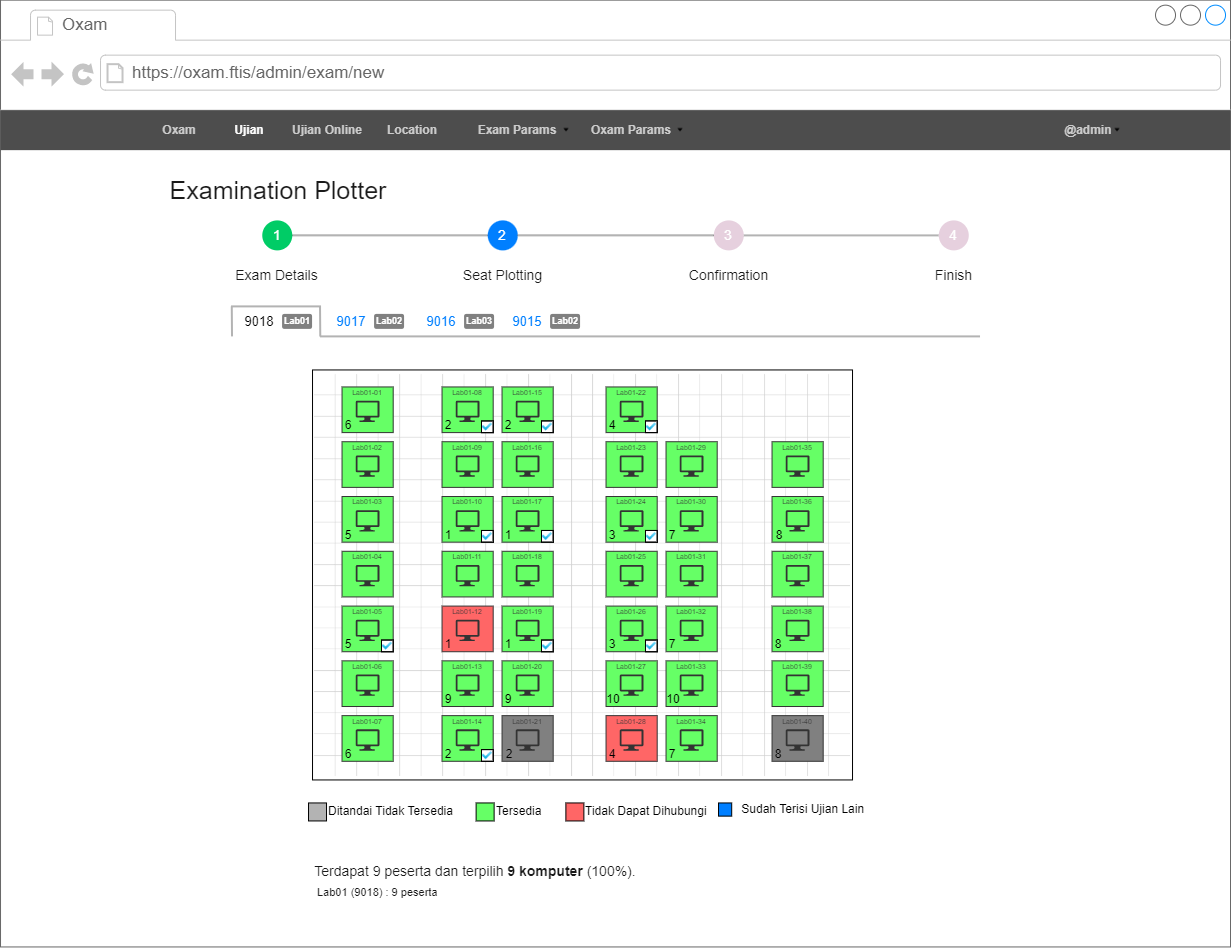 Oxam
https://oxam.ftis/admin/exam/new
Oxam Ujian Ujian Online Location Exam Params Oxam Params @admin
Examination Plotter
1 2 3 4
Exam Details Seat Plotting Confirmation Finish
9018 Lab01 9017 Lab02 9016 Lab03 9015 Lab02
Lab01-01 Lab01-08 Lab01-15 Lab01-22
6 2 2 4
Lab01-02 Lab01-09 Lab01-16 Lab01-23 Lab01-29 Lab01-35
Lab01-03 Lab01-10 Lab01-17 Lab01-24 Lab01-30 Lab01-36
5 1 1 3 7 8
Lab01-04 Lab01-11 Lab01-18 Lab01-25 Lab01-31 Lab01-37
Lab01-05 Lab01-12 Lab01-19 Lab01-26 Lab01-32 Lab01-38
5 1 1 3 7 8
Lab01-06 Lab01-13 Lab01-20 Lab01-27 Lab01-33 Lab01-39
9 9 10 10
Lab01-07 Lab01-14 Lab01-21 Lab01-28 Lab01-34 Lab01-40
6 2 2 4 7 8
Ditandai Tidak Tersedia Tersedia Tidak Dapat Dihubungi Sudah Terisi Ujian Lain
Terdapat 9 peserta dan terpilih 9 komputer (100%).
Lab01 (9018) : 9 peserta